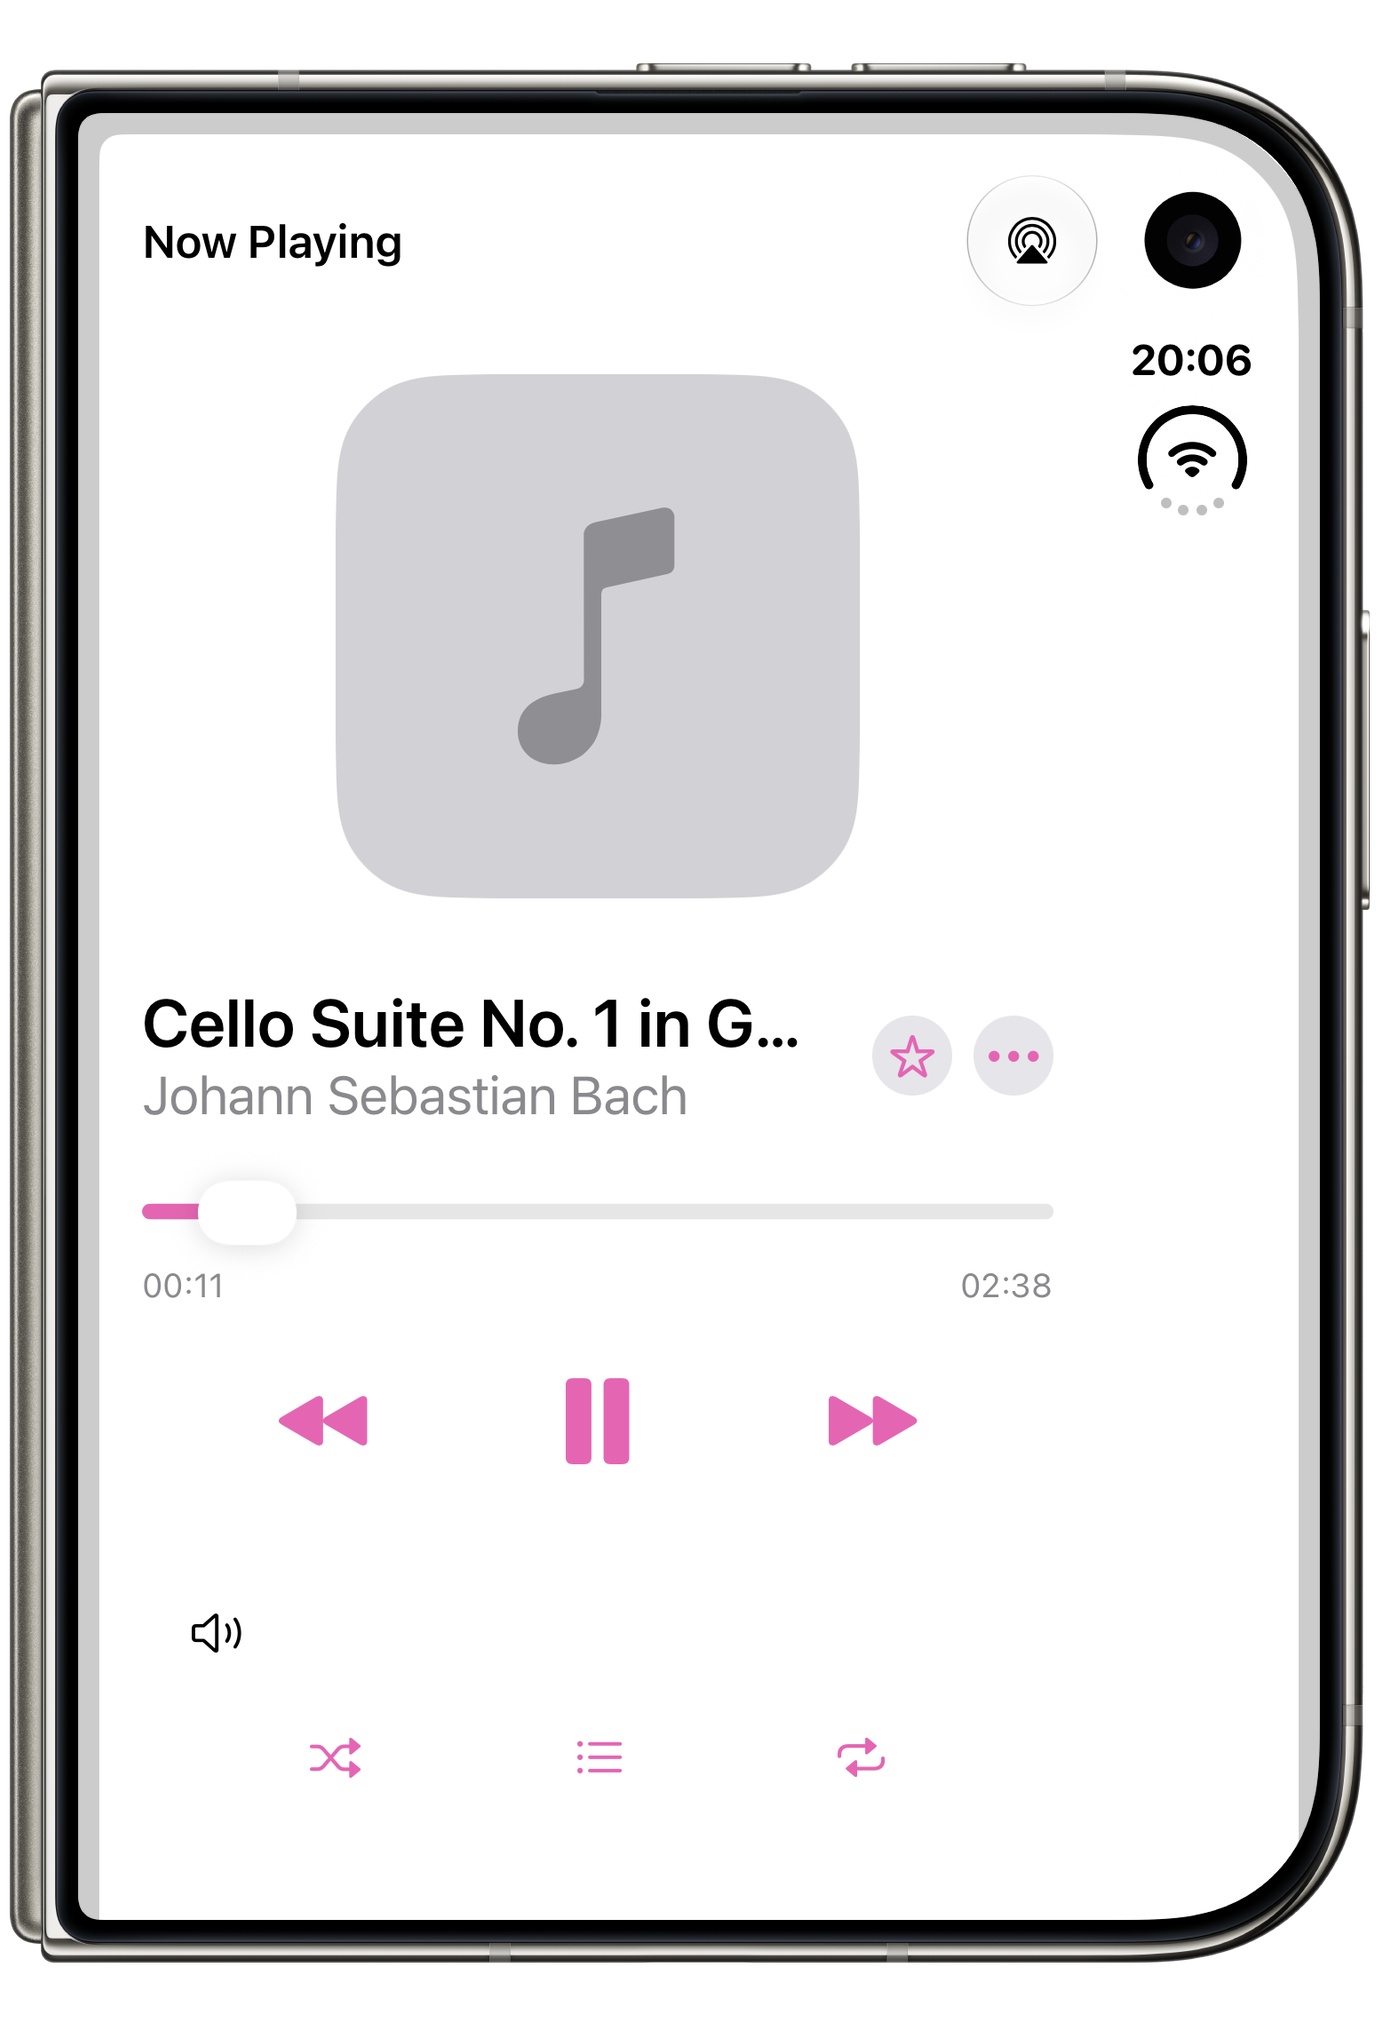 Now Playing
20:06
Cello Suite No. 1 in G...
Johann Sebastian Bach
00:11
02:38